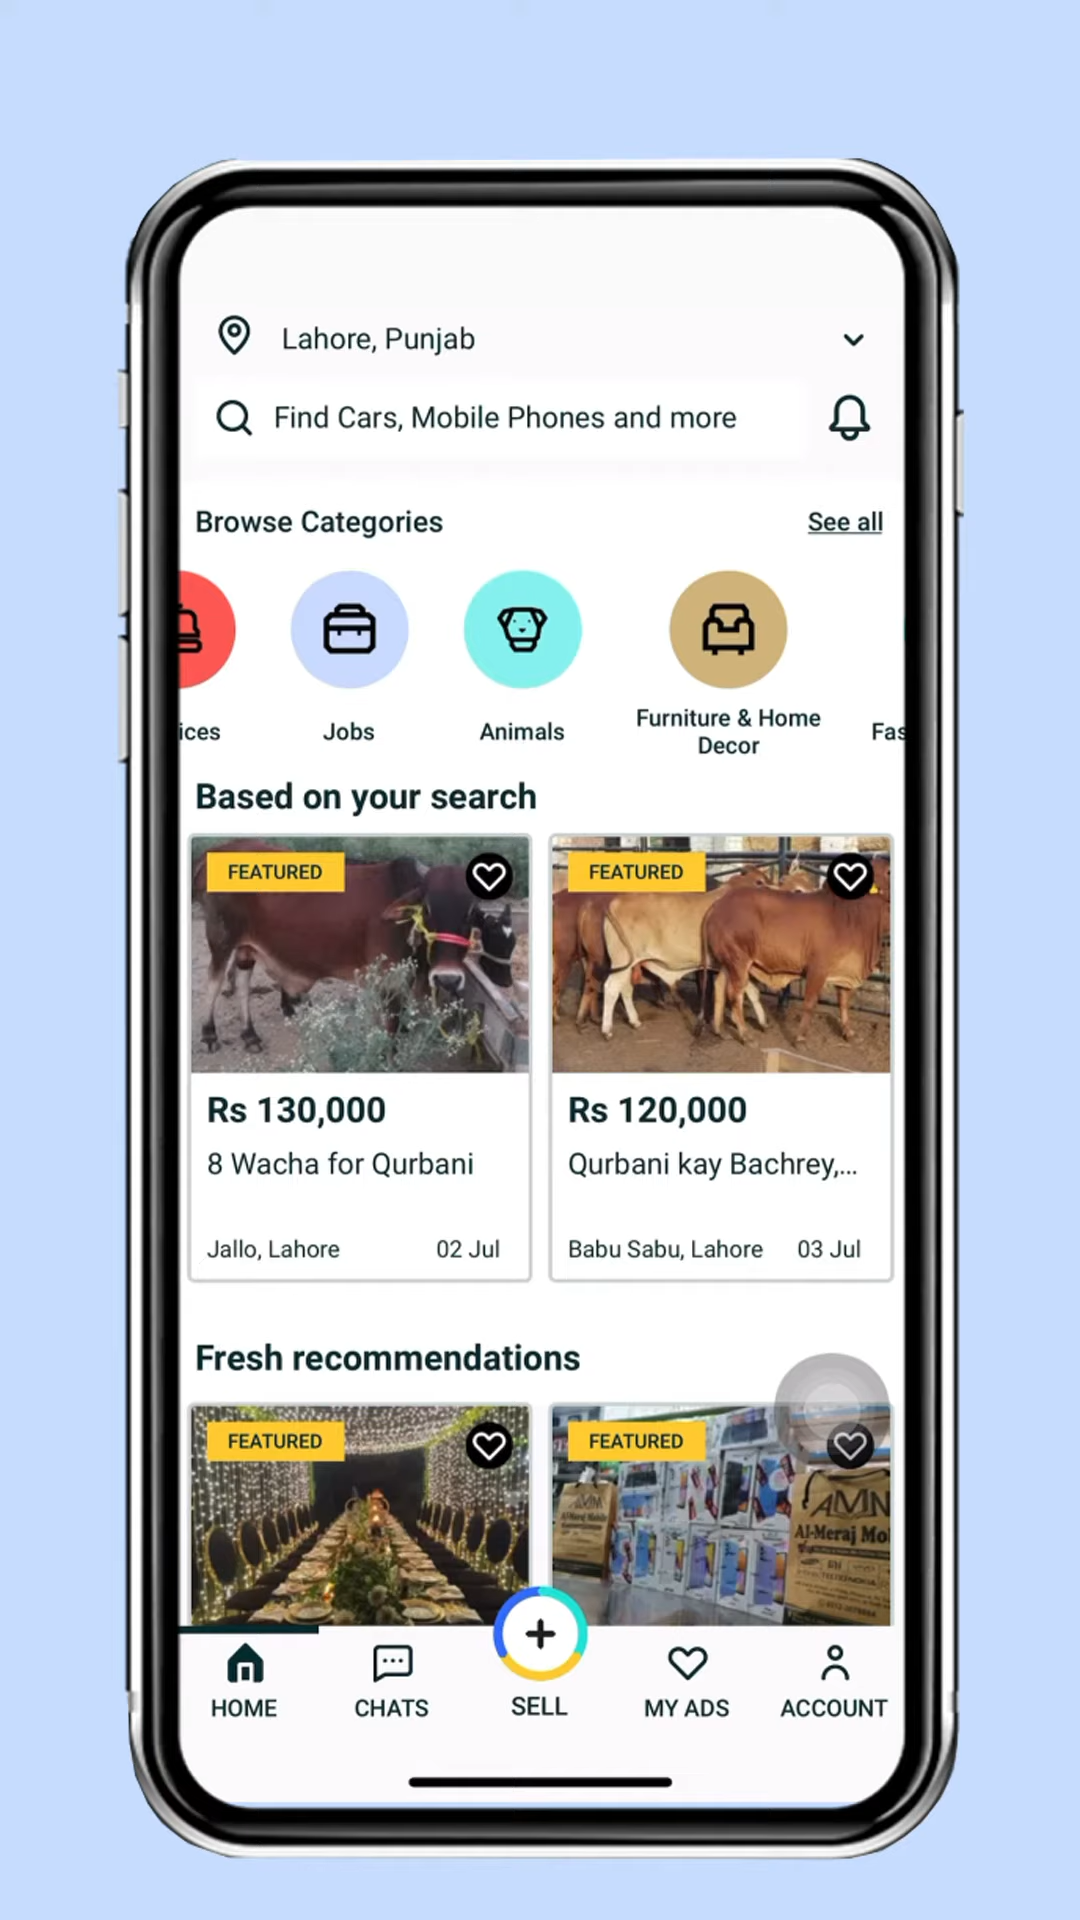 Lahore, Punjab
Find Cars, Mobile Phones and more
Browse Categories
See all
ices
Jobs
Animals
Furniture & Home
Decor
Fas
Based on your search
FEATURED
FEATURED
Rs 130,000
Rs 120,000
8 Wacha for Qurbani
Qurbani kay Bachrey,...
Jallo, Lahore
02 Jul
Babu Sabu, Lahore
03 Jul
Fresh recommendations
FEATURED
FEATURED
AMN
Al-Meraj Mo
HOME
CHATS
SELL
MY ADS
ACCOUNT